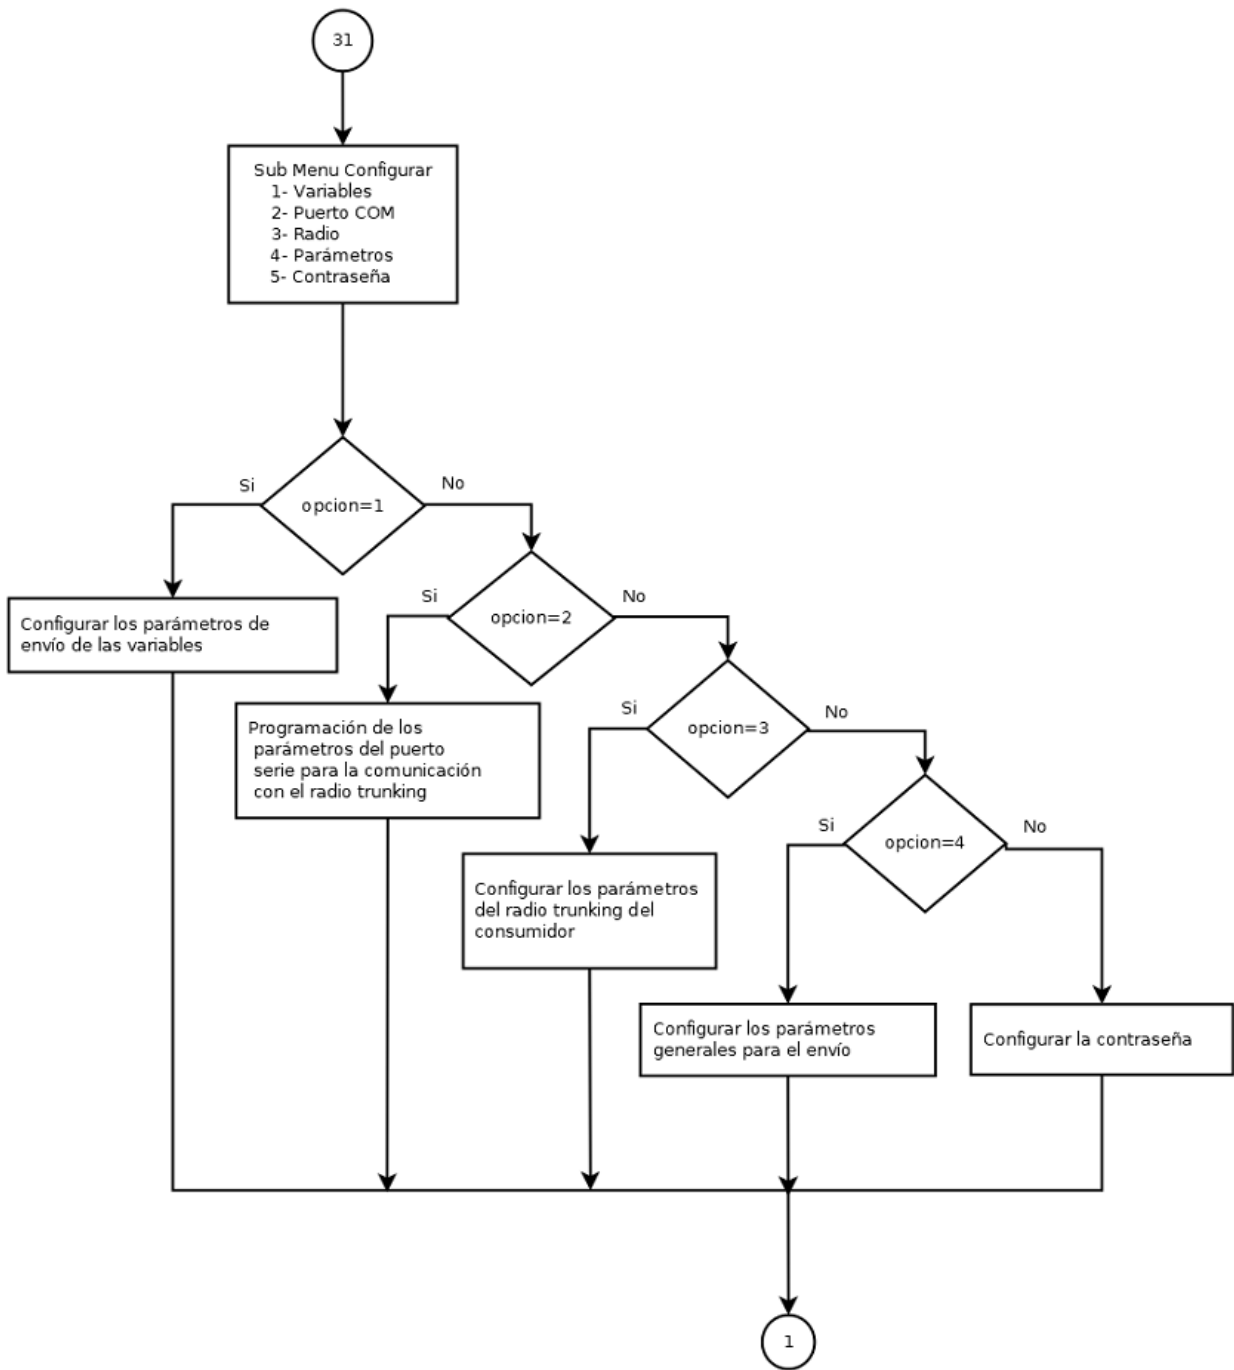 31
Sub Menu Configurar
1- Variables
2- Puerto COM
3- Radio
4- Parámetros
5- Contraseña
Si
opcion=1
No
Configurar los parámetros de
envío de las variables
Si
opcion=2
No
Programación de los
parámetros del puerto
serie para la comunicación
con el radio trunking
Si
opcion=3
No
Configurar los parámetros
del radio trunking del
consumidor
Si
opcion=4
No
Configurar los parámetros
generales para el envío
Configurar la contraseña
1